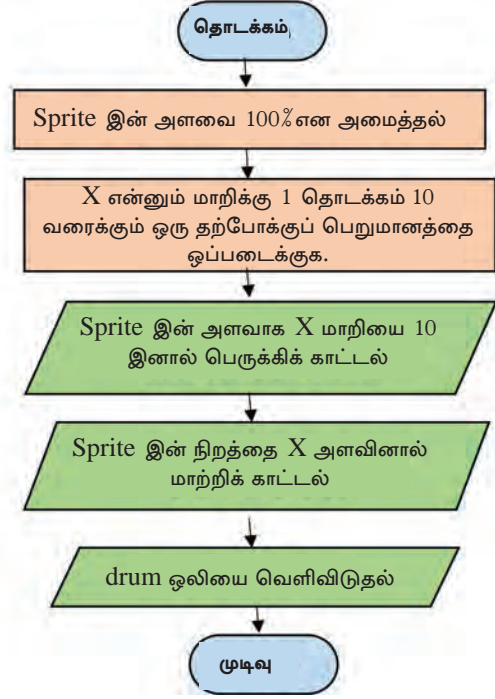 தொடக்கம்
Sprite இன் அளவை 100% என அமைத்தல்
X என்னும் மாறிக்கு 1 தொடக்கம் 10
வரைக்கும் ஒரு தற்போக்குப் பெறுமானத்தை
ஒப்படைக்குக.
Sprite இன் அளவாக X மாறியை 10
இனால் பெருக்கிக் காட்டல்
Sprite இன் நிறத்தை X அளவினால்
மாற்றிக் காட்டல்
drum ஒலியை வெளிவிடுதல்
முடிவு